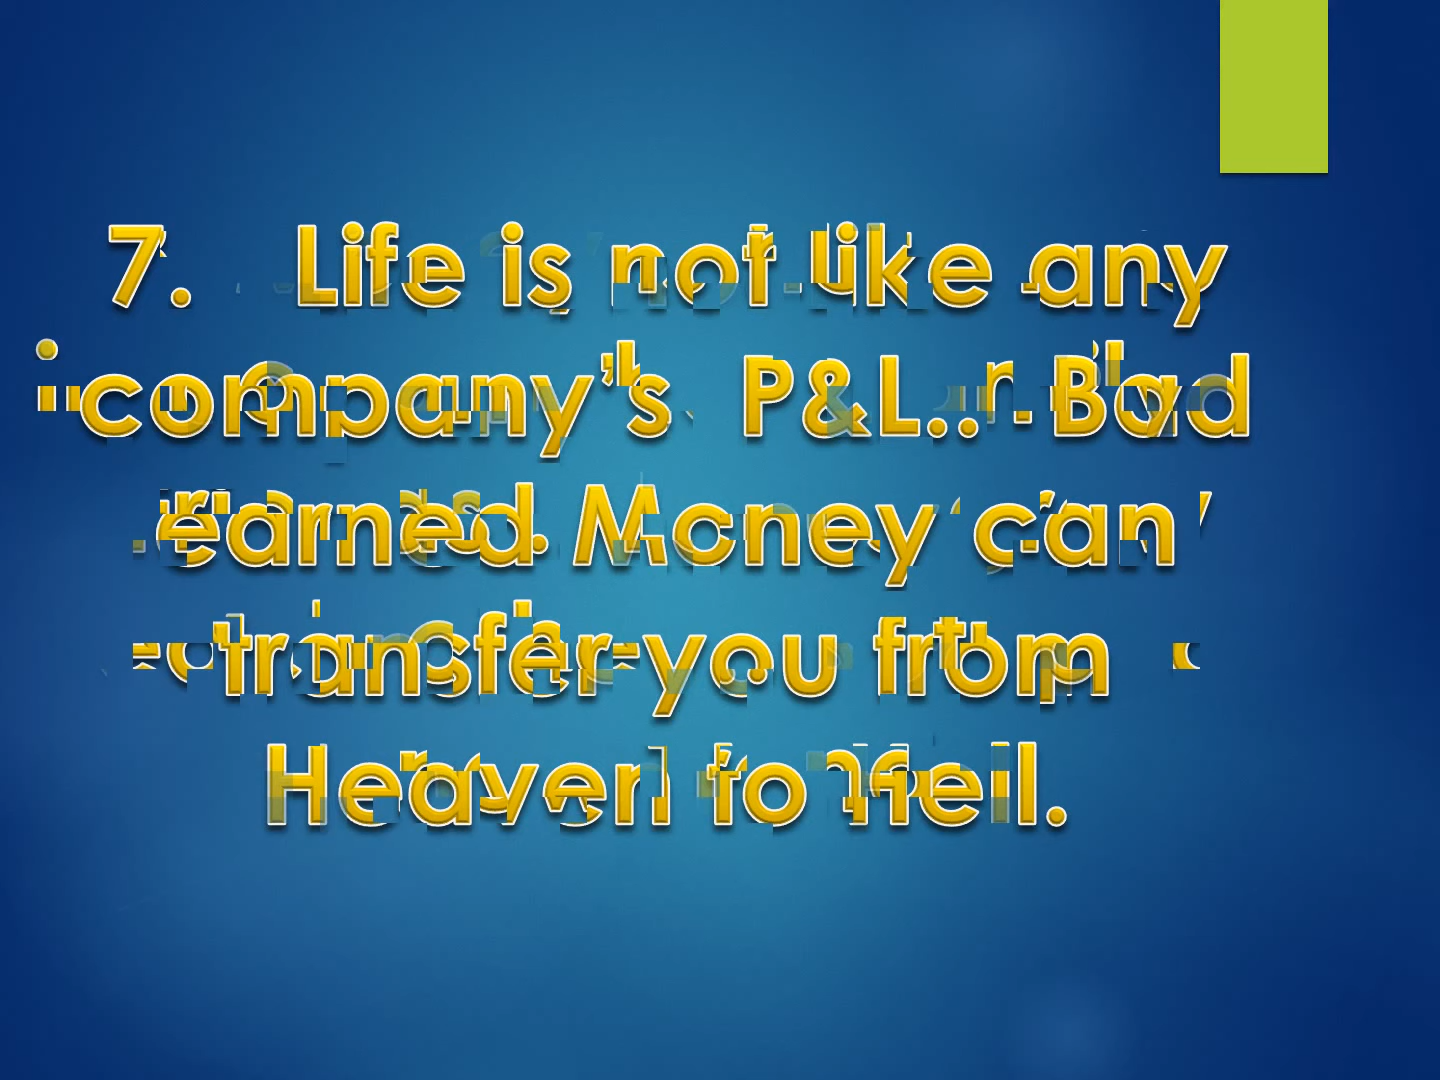 7. Life is not like any
company's P&L.. Bad
earned Money can
transfer you from
Heaven to Hell.